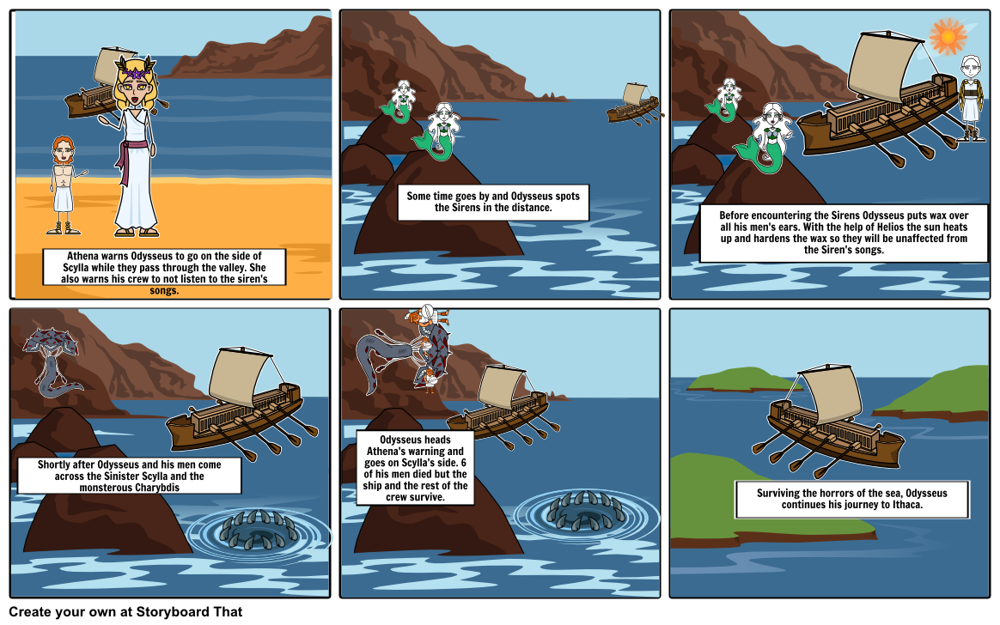 Athena warns Odysseus to go on the side of
Scylla while they pass through the valley. She
also warns his crew to not listen to the siren's
songs.
Some time goes by and Odysseus spots
the Sirens in the distance.
Before encountering the Sirens Odysseus puts wax over
all his men's ears. With the help of Helios the sun heats
up and hardens the wax so they will be unaffected from
the Siren's songs.
Shortly after Odysseus and his men come
across the Sinister Scylla and the
monsterous Charybdis
Odysseus heads
Athena's warning and
goes on Scylla's side. 6
of his men died but the
ship and the rest of the
crew survive.
Surviving the horrors of the sea, Odysseus
continues his journey to Ithaca.
Create your own at Storyboard That